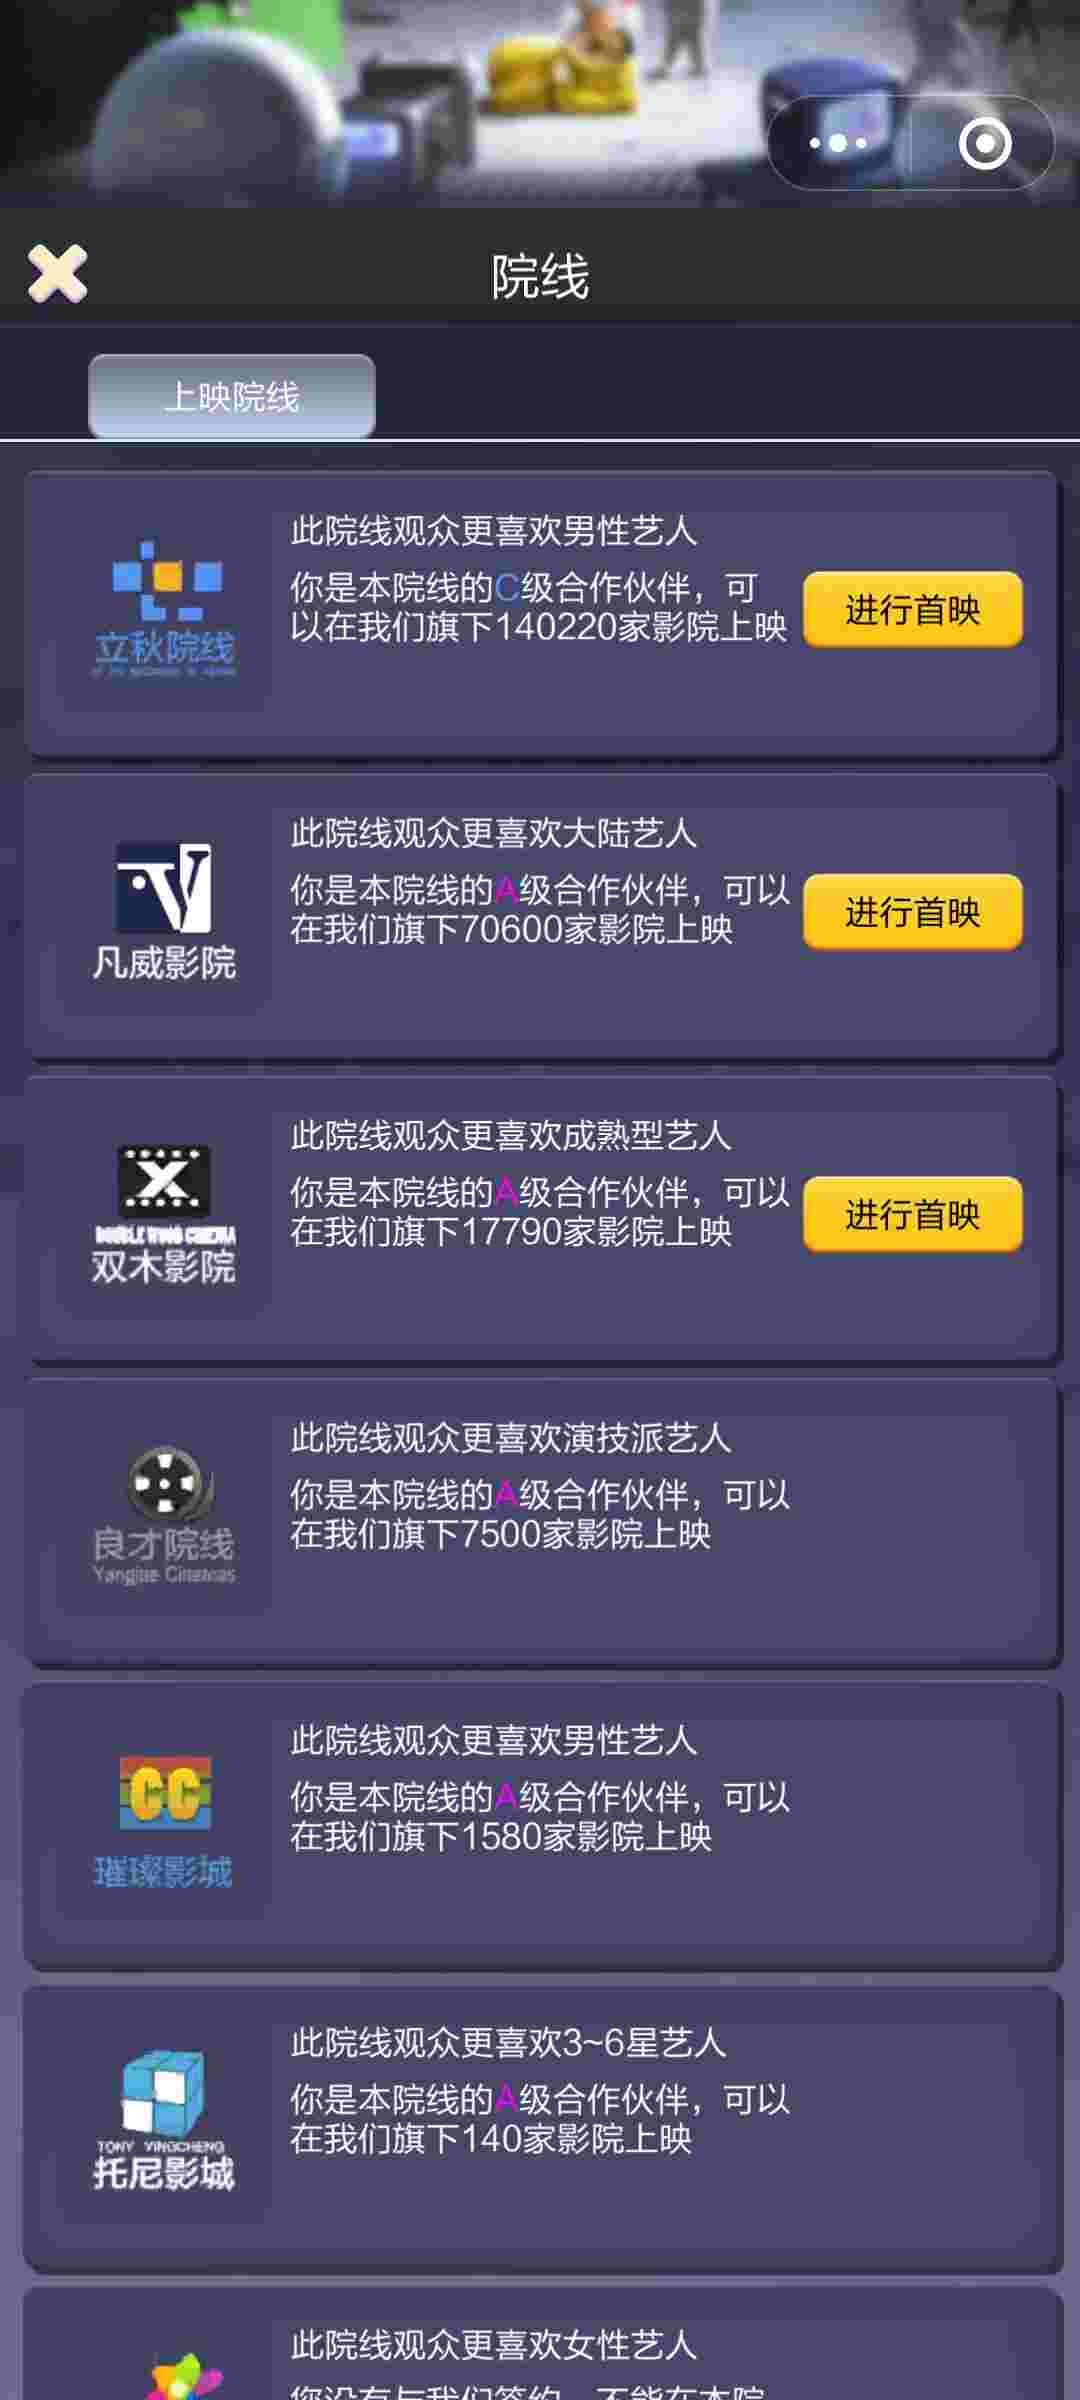 院线
上映院线
此院线观众更喜欢男性艺人
你是本院线的C级合作伙伴，可
以在我们旗下140220家影院上映
进行首映
立秋院线
此院线观众更喜欢大陆艺人
你是本院线的A级合作伙伴，可以
在我们旗下70600家影院上映
进行首映
凡威影院
此院线观众更喜欢成熟型艺人
你是本院线的A级合作伙伴，可以
在我们旗下17790家影院上映
进行首映
DOUBLE WOOD CINEMA
双木影院
此院线观众更喜欢演技派艺人
你是本院线的A级合作伙伴，可以
在我们旗下7500家影院上映
良才院线
Cinemas
此院线观众更喜欢男性艺人
你是本院线的A级合作伙伴，可以
在我们旗下1580家影院上映
CC
璀璨影城
此院线观众更喜欢3~6星艺人
你是本院线的A级合作伙伴，可以
在我们旗下140家影院上映
TONY YINGCHENG
托尼影城
此院线观众更喜欢女性艺人
您没有与我们签约，不能在本院